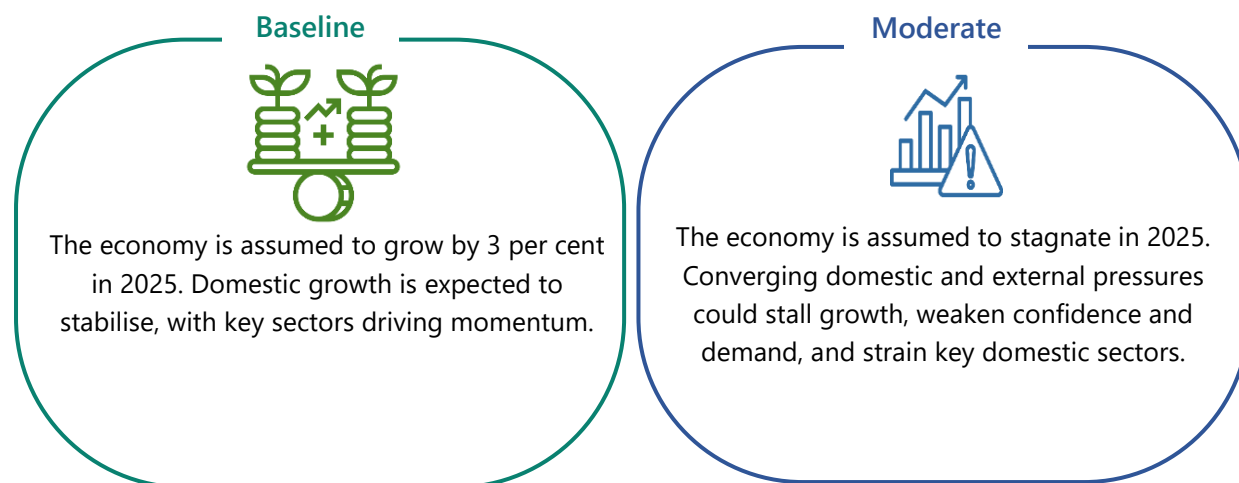 Baseline
The economy is assumed to grow by 3 per cent
in 2025. Domestic growth is expected to
stabilise, with key sectors driving momentum.
Moderate
The economy is assumed to stagnate in 2025.
Converging domestic and external pressures
could stall growth, weaken confidence and
demand, and strain key domestic sectors.